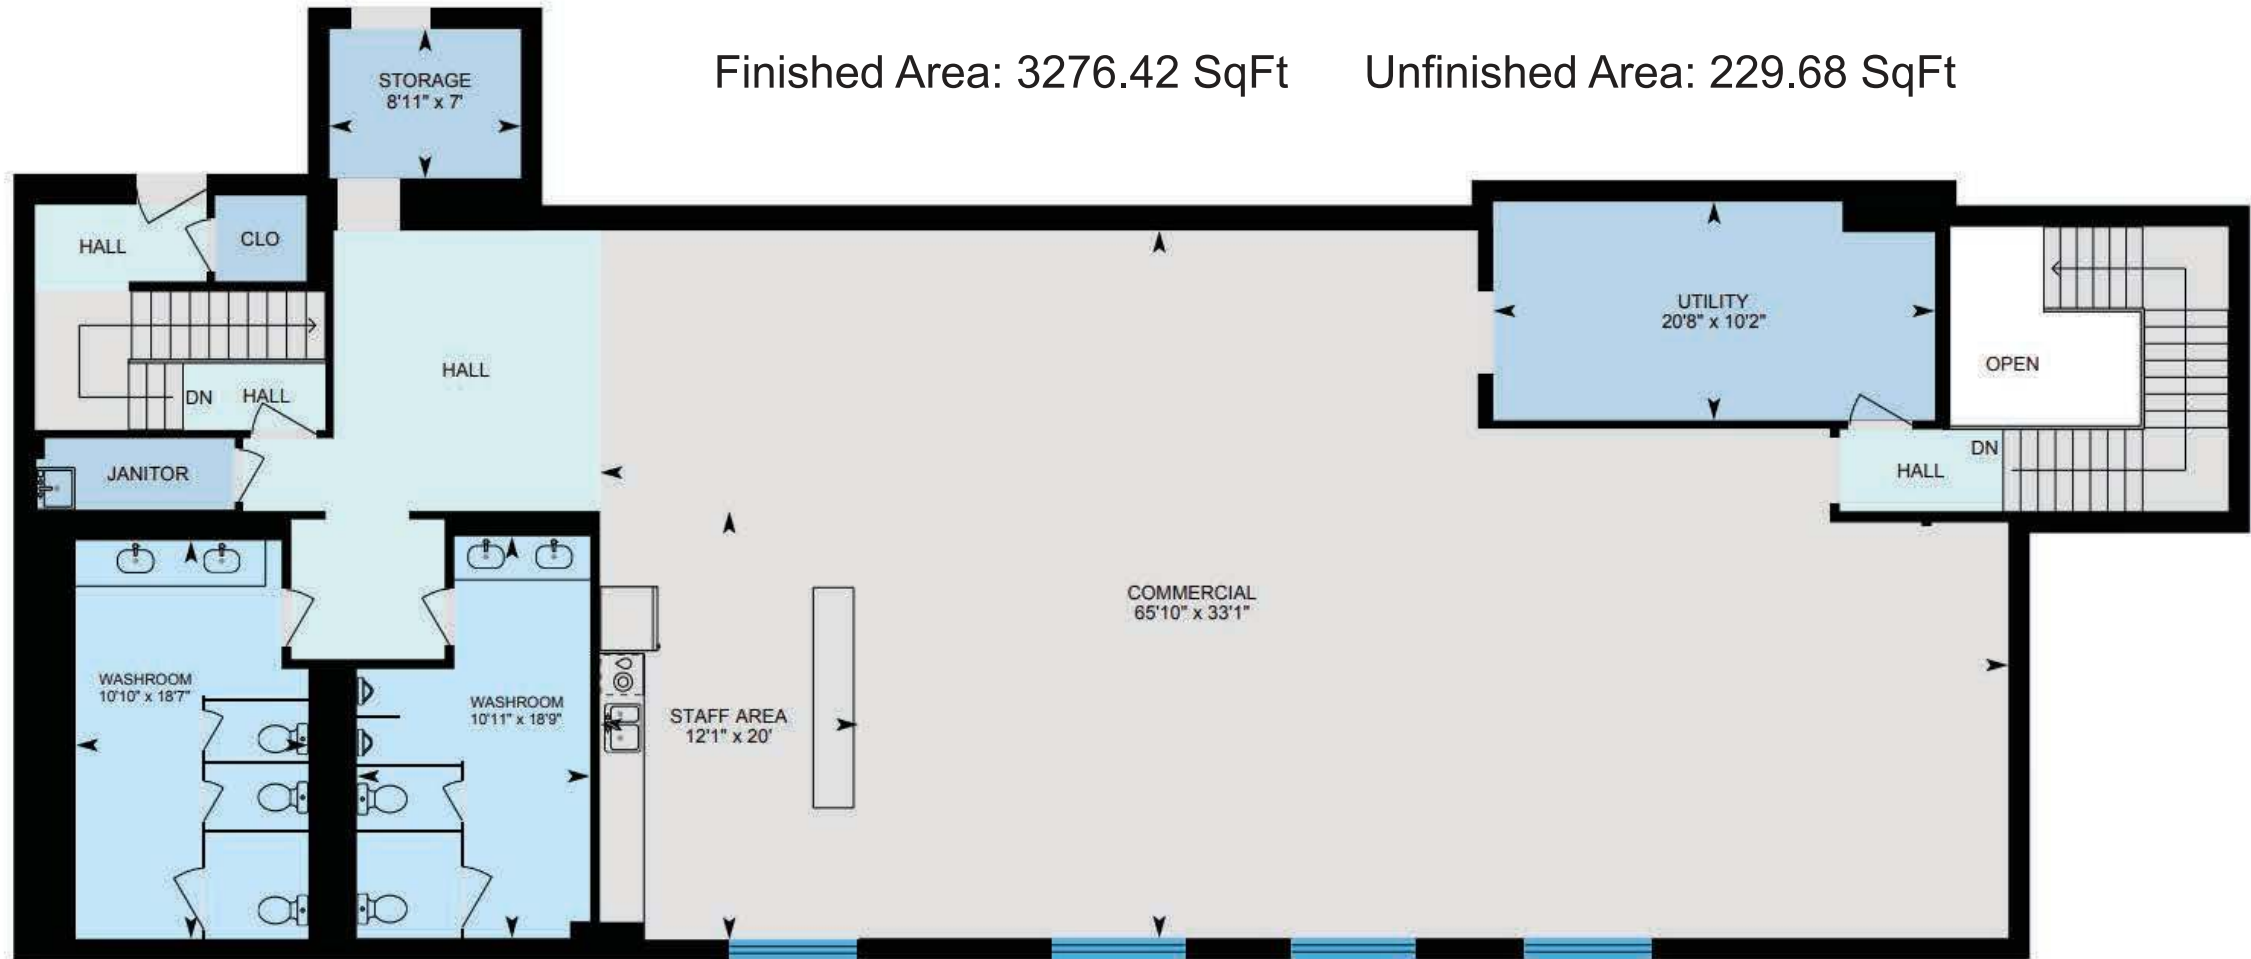 Finished Area: 3276.42 SqFt
Unfinished Area: 229.68 SqFt
STORAGE
8'11" x 7'
HALL
CLO
UTILITY
20'8" x 10'2"
HALL
OPEN
DN
HALL
DN
HALL
JANITOR
COMMERCIAL
65'10" x 33'1"
WASHROOM
10'10" x 18'7"
WASHROOM
10'11" x 18'9"
STAFF AREA
12'1" x 20'